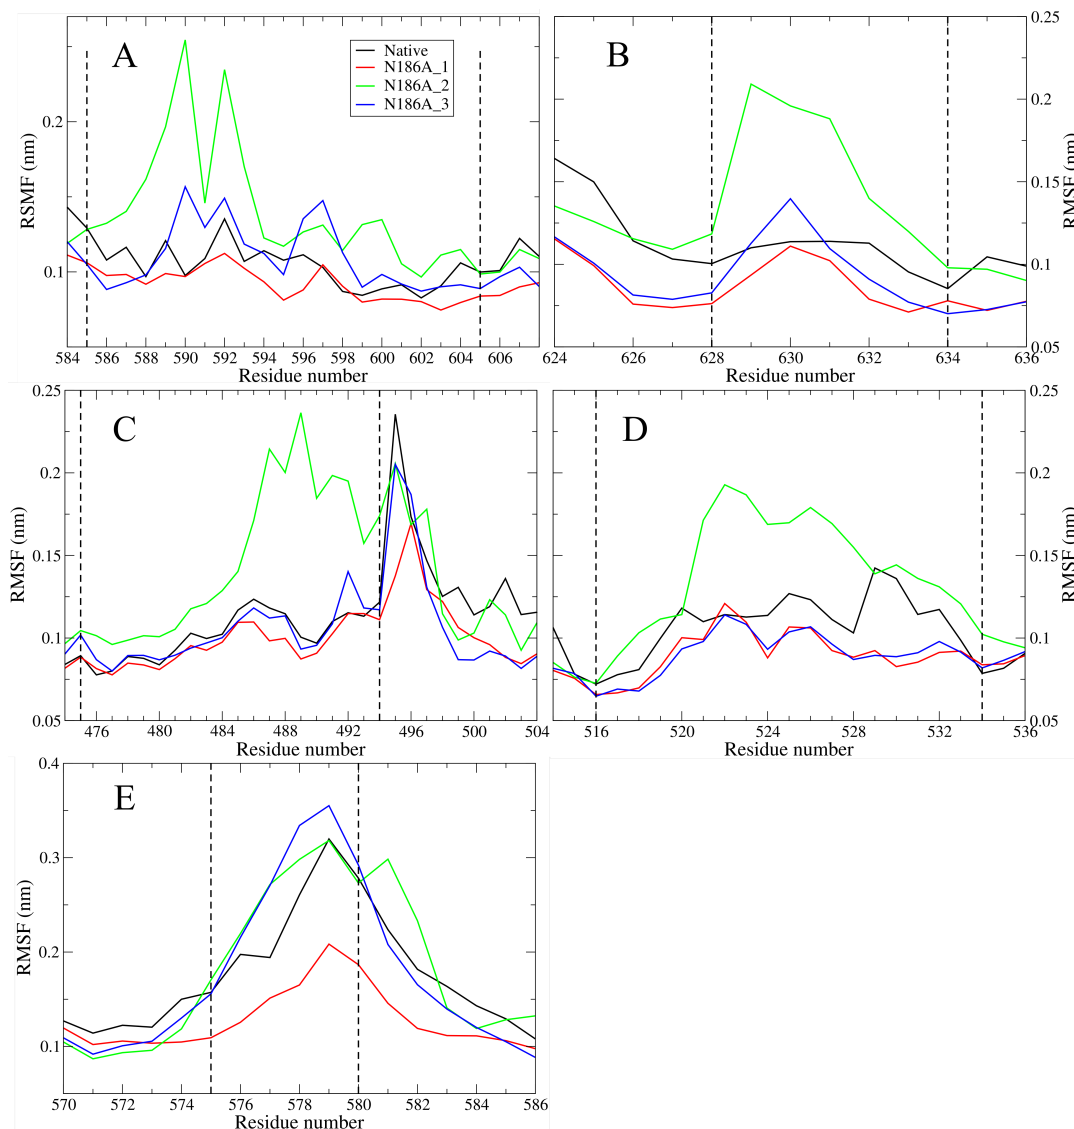 A
Native
N186A_1
N186A_2
N186A_3
RSMF (nm)
0.2
0.1
584 586 588 590 592 594 596 598 600 602 604 606
Residue number
B
0.25
0.2
0.15
0.1
0.05
RMSF (nm)
624 626 628 630 632 634 636
Residue number
C
0.25
0.2
0.15
0.1
0.05
RMSF (nm)
476 480 484 488 492 496 500 504
Residue number
D
0.25
0.2
0.15
0.1
0.05
RMSF (nm)
516 520 524 528 532 536
Residue number
E
0.4
0.3
0.2
0.1
RMSF (nm)
570 572 574 576 578 580 582 584 586
Residue number